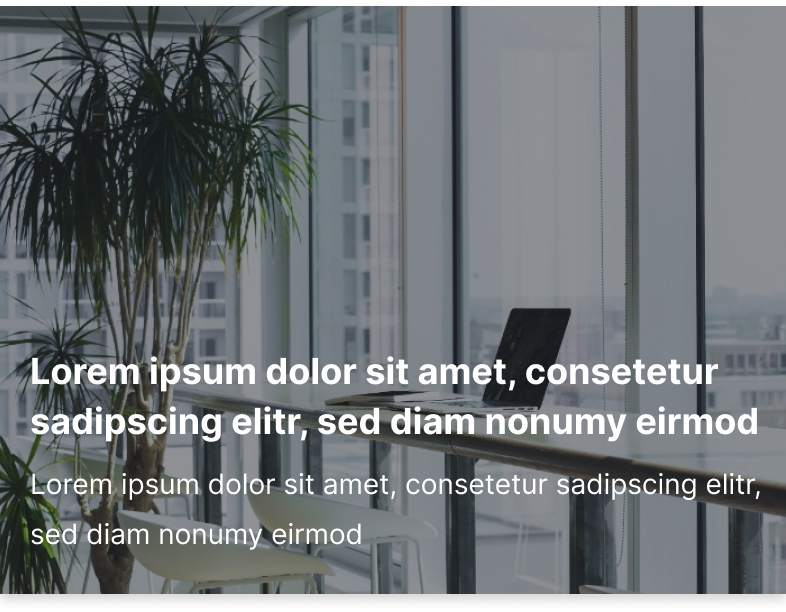 Lorem ipsum dolor sit amet, consetetur
sadipscing elitr, sed diam nonumy eirmod
Lorem ipsum dolor sit amet, consetetur sadipscing elitr,
sed diam nonumy eirmod